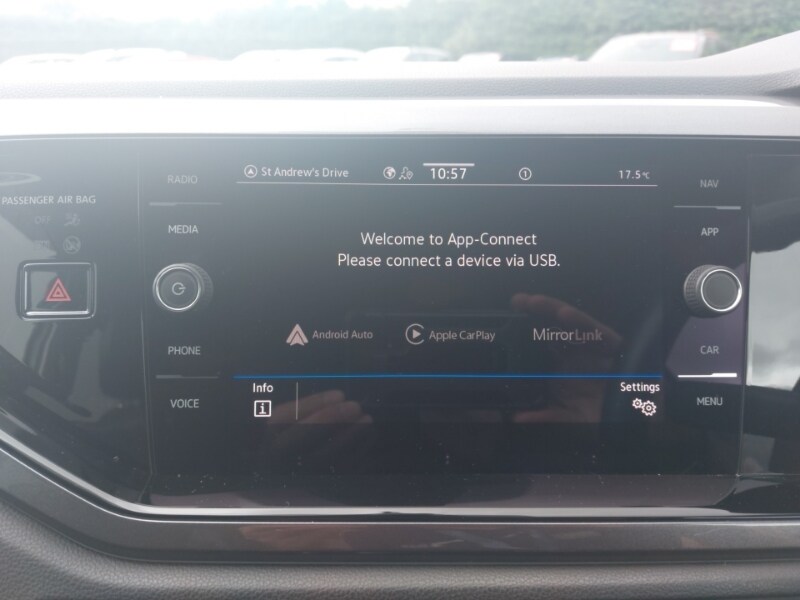 St Andrew's Drive 10:57 1 17.5°C
PASSENGER AIR BAG
OFF
RADIO
MEDIA
PHONE
VOICE
Welcome to App-Connect
Please connect a device via USB.
Android Auto Apple CarPlay MirrorLink
Info Settings
NAV
APP
CAR
MENU